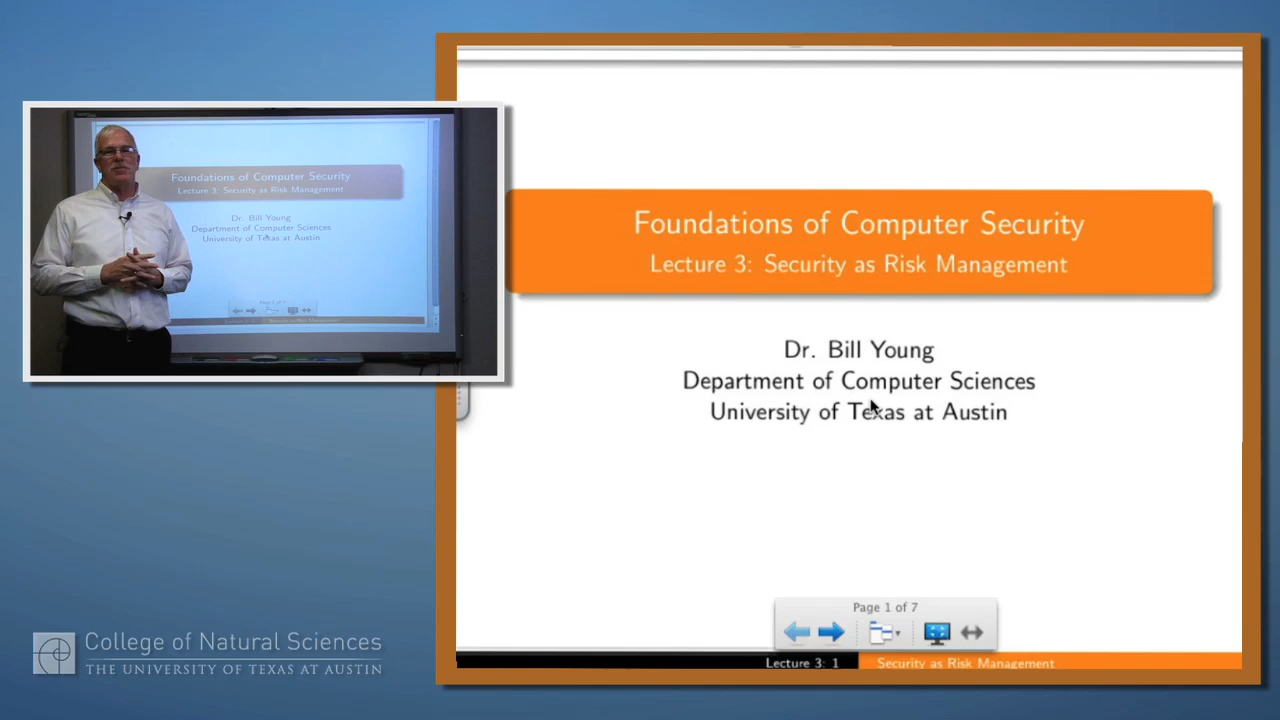 Foundations of Computer Security
Lecture 3: Security as Risk Management
Dr. Bill Young
Department of Computer Sciences
University of Texas at Austin
Foundations of Computer Security
Lecture 3: Security as Risk Management
Dr. Bill Young
Department of Computer Sciences
University of Texas at Austin
Page 1 of 7
Lecture 3: 1 Security as Risk Management
College of Natural Sciences
THE UNIVERSITY OF TEXAS AT AUSTIN